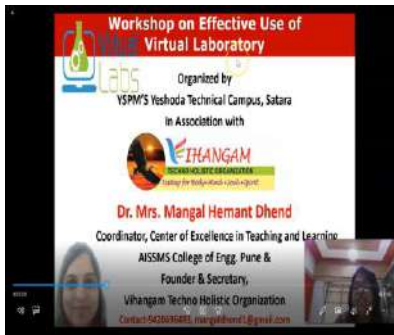 Workshop on Effective Use of
Virtual Laboratory
Virtual
Labs
Organized by
YSPM'S Yeshoda Technical Campus, Satara
In Association with
VIHANGAM
TECHNO HOLISTIC ORGANIZATION
Dr. Mrs. Mangal Hemant Dhend
Coordinator, Center of Excellence in Teaching and Learning
AISSMS College of Engg. Pune &
Founder & Secretary,
Vihangam Techno Holistic Organization